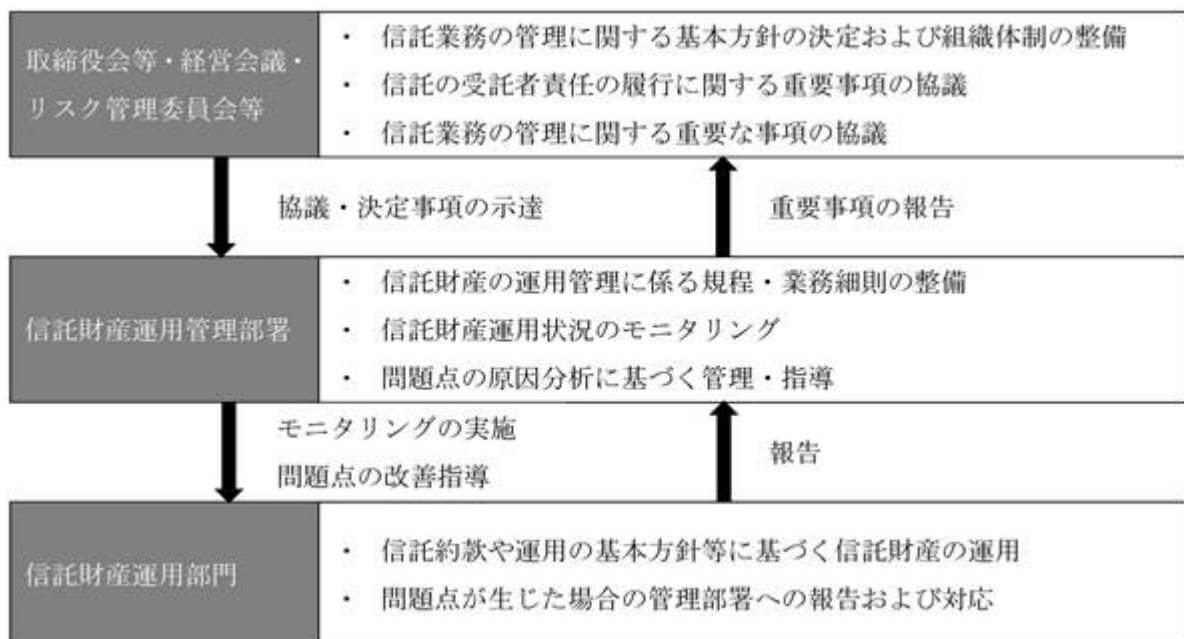 取締役会等・経営会議・
リスク管理委員会等
・ 信託業務の管理に関する基本方針の決定および組織体制の整備
・ 信託の受託者責任の履行に関する重要事項の協議
・ 信託業務の管理に関する重要な事項の協議
協議・決定事項の示達
重要事項の報告
信託財産運用管理部署
・ 信託財産の運用管理に係る規程・業務細則の整備
・ 信託財産運用状況のモニタリング
・ 問題点の原因分析に基づく管理・指導
モニタリングの実施
問題点の改善指導
報告
信託財産運用部門
・ 信託約款や運用の基本方針等に基づく信託財産の運用
・ 問題点が生じた場合の管理部署への報告および対応